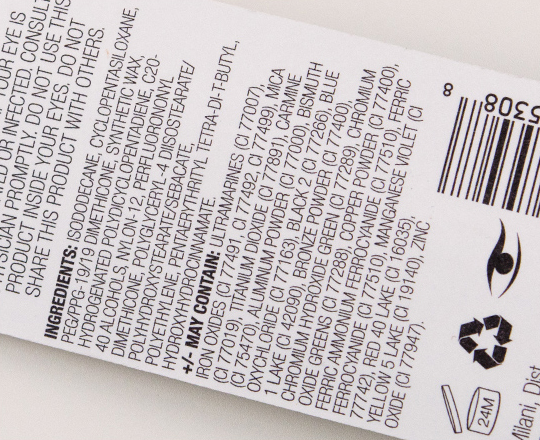 YOUR EYE IS
OR INFECTED. CONSULT
PROMPTLY. DO NOT USE THIS
PRODUCT INSIDE YOUR EYES. DO NOT
SHARE THIS PRODUCT WITH OTHERS.
INGREDIENTS: ISODODECANE, CYCLOPENTASILOXANE,
PEG/PPG-19/19 DIMETHICONE, SYNTHETIC WAX,
HYDROGENATED POLYDICYCLOPENTADIENE, C20-
40 ALCOHOLS, NYLON-12, PERFLUORONONYL
DIMETHICONE, POLYGLYCERYL-4 DIISOSTEARATE/
POLYHYDROXYSTEARATE/SEBACATE,
POLYETHYLENE, PENTAERYTHRITYL TETRA-DI-T-BUTYL,
HYDROXYHYDROCINNAMATE.
+/- MAY CONTAIN: ULTRAMARINES (CI 77007),
IRON OXIDES (CI 77491, CI 77492, CI 77499), MICA
(CI 77019), TITANIUM DIOXIDE (CI 77891), CARMINE
(CI 75470), ALUMINUM POWDER (CI 77000), BISMUTH
OXYCHLORIDE (CI 77163), BLACK 2 (CI 77266), BLUE
1 LAKE (CI 42090), BRONZE POWDER (CI 77400),
CHROMIUM HYDROXIDE GREEN (CI 77289), CHROMIUM
OXIDE GREENS (CI 77288), COPPER POWDER (CI 77400),
FERRIC AMMONIUM FERROCYANIDE (CI 77510), FERRIC
FERROCYANIDE (CI 77510), MANGANESE VIOLET (CI
77742), RED 40 LAKE (CI 16035),
YELLOW 5 LAKE (CI 19140), ZINC
OXIDE (CI 77947).
8
5308
24M
Milani, Dist.